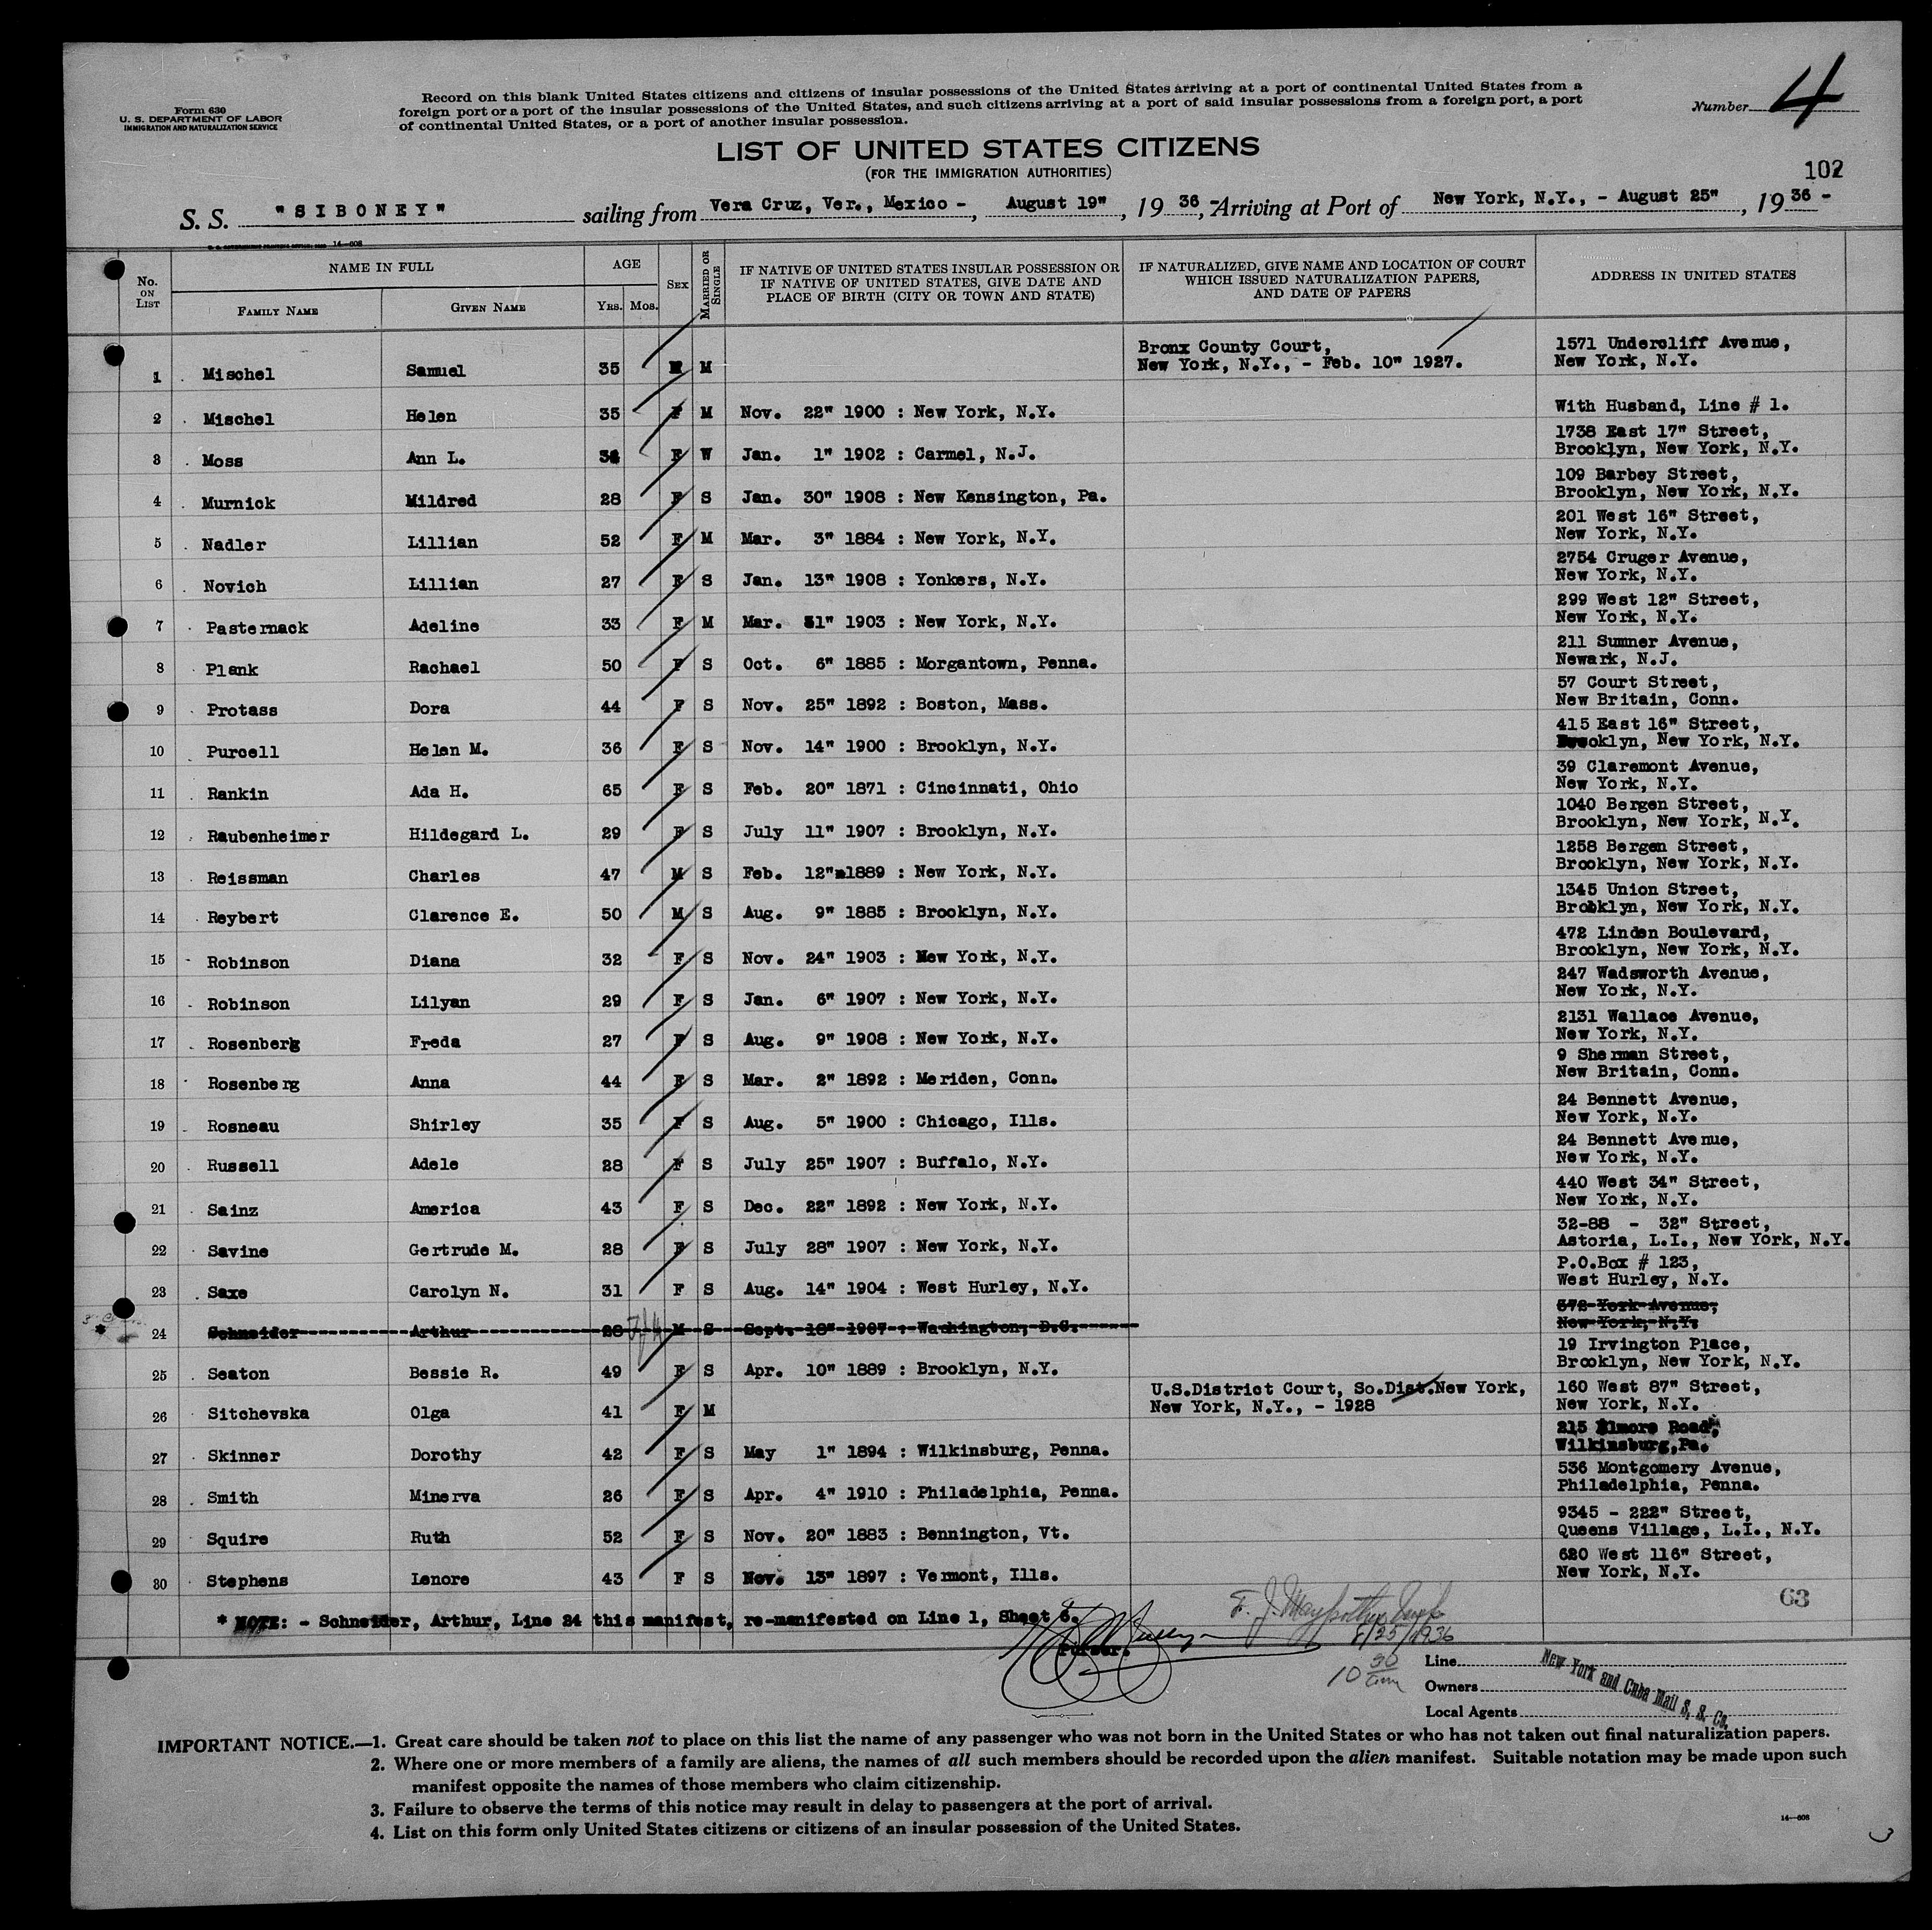 Form 630
U. S. DEPARTMENT OF LABOR
IMMIGRATION AND NATURALIZATION SERVICE
Record on this blank United States citizens and citizens of insular possessions of the United States arriving at a port of continental United States from a
foreign port or a port of the insular possessions of the United States, and such citizens arriving at a port of said insular possessions from a foreign port, a port
of continental United States, or a port of another insular possession.
Number 4
LIST OF UNITED STATES CITIZENS
(FOR THE IMMIGRATION AUTHORITIES)
102
S. S. "SIBONEY" sailing from Vera Cruz, Ver., Mexico -, August 19", 1936-, Arriving at Port of New York, N.Y., - August 25", 1936-
14—608
No. ON LIST
NAME IN FULL
FAMILY NAME
GIVEN NAME
AGE
YRS. MOS.
SEX
MARRIED OR SINGLE
IF NATIVE OF UNITED STATES INSULAR POSSESSION OR
IF NATIVE OF UNITED STATES, GIVE DATE AND
PLACE OF BIRTH (CITY OR TOWN AND STATE)
IF NATURALIZED, GIVE NAME AND LOCATION OF COURT
WHICH ISSUED NATURALIZATION PAPERS,
AND DATE OF PAPERS
ADDRESS IN UNITED STATES
1 Mischel Samuel 35 M M Bronx County Court, New York, N.Y., - Feb. 10" 1927. 1571 Undercliff Avenue, New York, N.Y.
2 Mischel Helen 35 F M Nov. 22" 1900 : New York, N.Y. With Husband, Line # 1.
3 Moss Ann L. F W Jan. 1" 1902 : Carmel, N.J. 1738 East 17" Street, Brooklyn, New York, N.Y.
4 Murnick Mildred 28 F S Jan. 30" 1908 : New Kensington, Pa. 109 Barbey Street, Brooklyn, New York, N.Y.
5 Nadler Lillian 52 F M Mar. 3" 1884 : New York, N.Y. 201 West 16" Street, New York, N.Y.
6 Novich Lillian 27 F S Jan. 13" 1908 : Yonkers, N.Y. 2754 Cruger Avenue, New York, N.Y.
7 Pasternack Adeline 33 F M Mar. 31" 1903 : New York, N.Y. 299 West 12" Street, New York, N.Y.
8 Plank Rachael 50 F S Oct. 6" 1885 : Morgantown, Penna. 211 Sumner Avenue, Newark, N.J.
9 Protass Dora 44 F S Nov. 25" 1892 : Boston, Mass. 57 Court Street, New Britain, Conn.
10 Purcell Helen M. 36 F S Nov. 14" 1900 : Brooklyn, N.Y. 415 East 16" Street, Brooklyn, New York, N.Y.
11 Rankin Ada H. 65 F S Feb. 20" 1871 : Cincinnati, Ohio 39 Claremont Avenue, New York, N.Y.
12 Raubenheimer Hildegard L. 29 F S July 11" 1907 : Brooklyn, N.Y. 1040 Bergen Street, Brooklyn, New York, N.Y.
13 Reissman Charles 47 M S Feb. 12" 1889 : New York, N.Y. 1258 Bergen Street, Brooklyn, New York, N.Y.
14 Reybert Clarence E. 50 M S Aug. 9" 1885 : Brooklyn, N.Y. 1345 Union Street, Brooklyn, New York, N.Y.
15 Robinson Diana 32 F S Nov. 24" 1903 : New York, N.Y. 472 Linden Boulevard, Brooklyn, New York, N.Y.
16 Robinson Lilyan 29 F S Jan. 6" 1907 : New York, N.Y. 247 Wadsworth Avenue, New York, N.Y.
17 Rosenberg Freda 27 F S Aug. 9" 1908 : New York, N.Y. 2131 Wallace Avenue, New York, N.Y.
18 Rosenberg Anna 44 F S Mar. 2" 1892 : Meriden, Conn. 9 Sherman Street, New Britain, Conn.
19 Rosneau Shirley 35 F S Aug. 5" 1900 : Chicago, Ills. 24 Bennett Avenue, New York, N.Y.
20 Russell Adele 28 F S July 25" 1907 : Buffalo, N.Y. 24 Bennett Avenue, New York, N.Y.
21 Sainz America 43 F S Dec. 22" 1892 : New York, N.Y. 440 West 34" Street, New York, N.Y.
22 Savine Gertrude M. 28 F S July 28" 1907 : New York, N.Y. 32-88 - 32" Street, Astoria, L.I., New York, N.Y.
23 Saxe Carolyn N. 31 F S Aug. 14" 1904 : West Hurley, N.Y. P.O.Box # 123, West Hurley, N.Y.
* 24 Schneider Arthur 28 M S Sept. 18" 1907 : Washington, D.C. 572 York Avenue, New York, N.Y.
25 Seaton Bessie R. 49 F S Apr. 10" 1889 : Brooklyn, N.Y. 19 Irvington Place, Brooklyn, New York, N.Y.
26 Sitchevska Olga 41 F M U.S.District Court, So.Dist.New York, New York, N.Y., - 1928 160 West 87" Street, New York, N.Y.
27 Skinner Dorothy 42 F S May 1" 1894 : Wilkinsburg, Penna. 215 Elmore Road, Wilkinsburg,Pa.
28 Smith Minerva 26 F S Apr. 4" 1910 : Philadelphia, Penna. 536 Montgomery Avenue, Philadelphia, Penna.
29 Squire Ruth 52 F S Nov. 20" 1883 : Bennington, Vt. 9345 - 222" Street, Queens Village, L.I., N.Y.
30 Stephens Lenore 43 F S Nov. 13" 1897 : Vermont, Ills. 620 West 116" Street, New York, N.Y.
63
* NOTE: - Schneider, Arthur, Line 24 this manifest, re-manifested on Line 1, Sheet 6.
Purser.
8/25/1936
10 30 am
Line
Owners
Local Agents
New York and Cuba Mail S. S. Co.
IMPORTANT NOTICE.—1. Great care should be taken not to place on this list the name of any passenger who was not born in the United States or who has not taken out final naturalization papers.
2. Where one or more members of a family are aliens, the names of all such members should be recorded upon the alien manifest. Suitable notation may be made upon such
manifest opposite the names of those members who claim citizenship.
3. Failure to observe the terms of this notice may result in delay to passengers at the port of arrival.
4. List on this form only United States citizens or citizens of an insular possession of the United States.
14—608